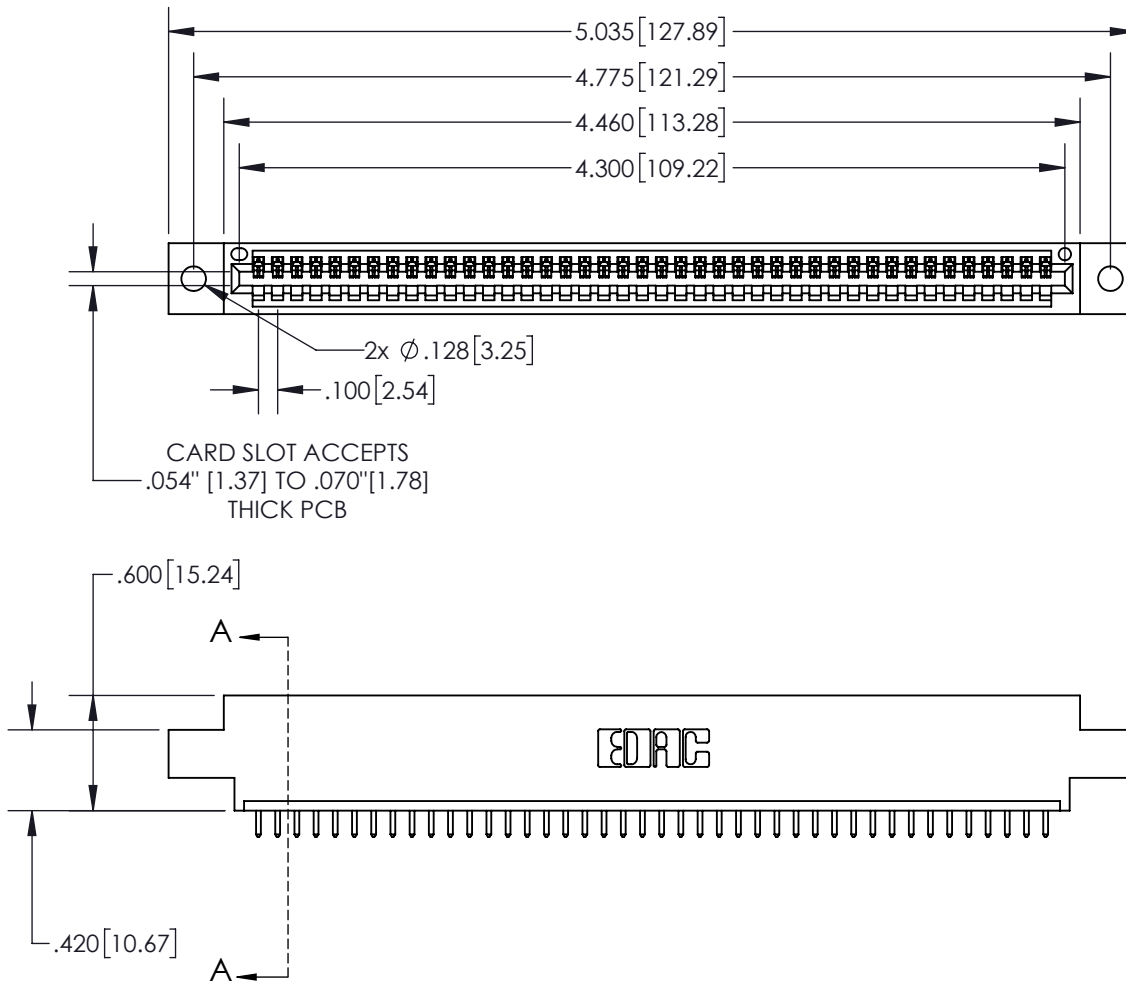 5.035[127.89]
4.775[121.29]
4.460[113.28]
4.300[109.22]
2x Ø.128[3.25]
.100[2.54]
CARD SLOT ACCEPTS
.054" [1.37] TO .070"[1.78]
THICK PCB
.600[15.24]
A
EDAC
.420[10.67]
A